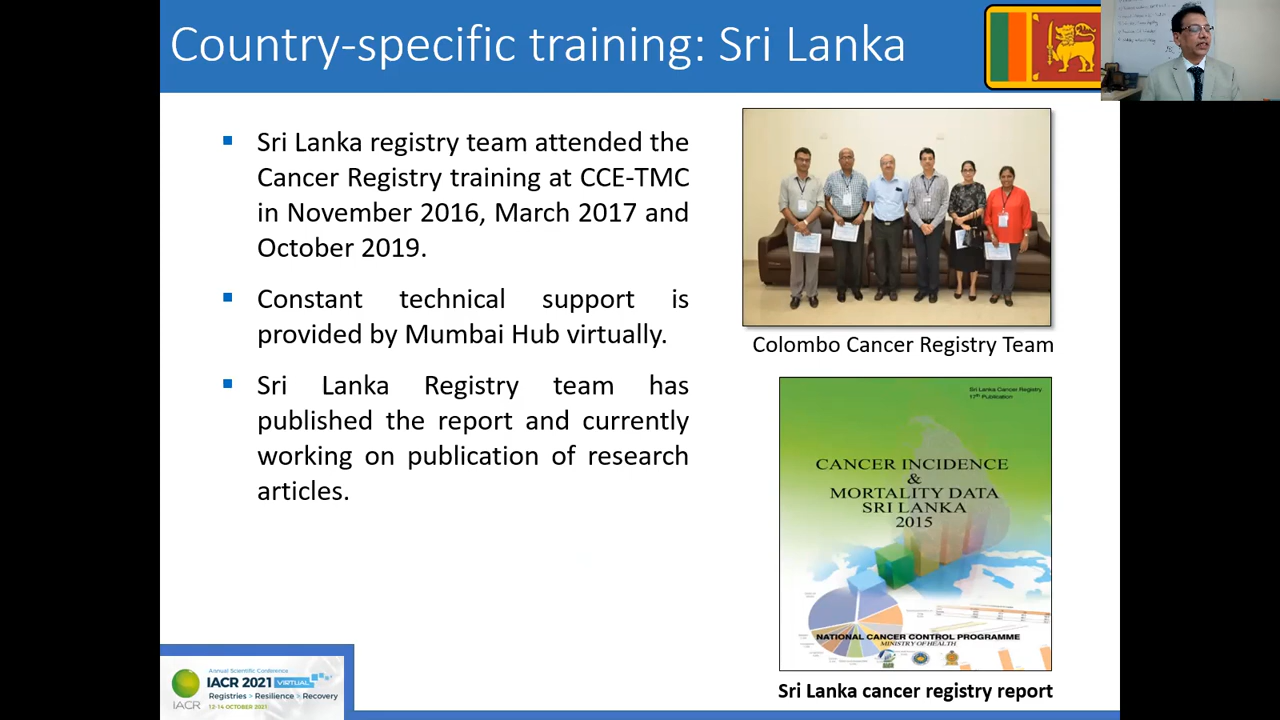 Country-specific training: Sri Lanka
Sri Lanka registry team attended the
Cancer Registry training at CCE-TMC
in November 2016, March 2017 and
October 2019.
Constant technical support is
provided by Mumbai Hub virtually.
Sri Lanka Registry team has
published the report and currently
working on publication of research
articles.
Colombo Cancer Registry Team
Sri Lanka Cancer Registry
17th Publication
CANCER INCIDENCE
&
MORTALITY DATA
SRI LANKA
2015
NATIONAL CANCER CONTROL PROGRAMME
MINISTRY OF HEALTH
Sri Lanka cancer registry report
Annual Scientific Conference
IACR 2021 VIRTUAL
Registries • Resilience • Recovery
12-14 OCTOBER 2021
IACR